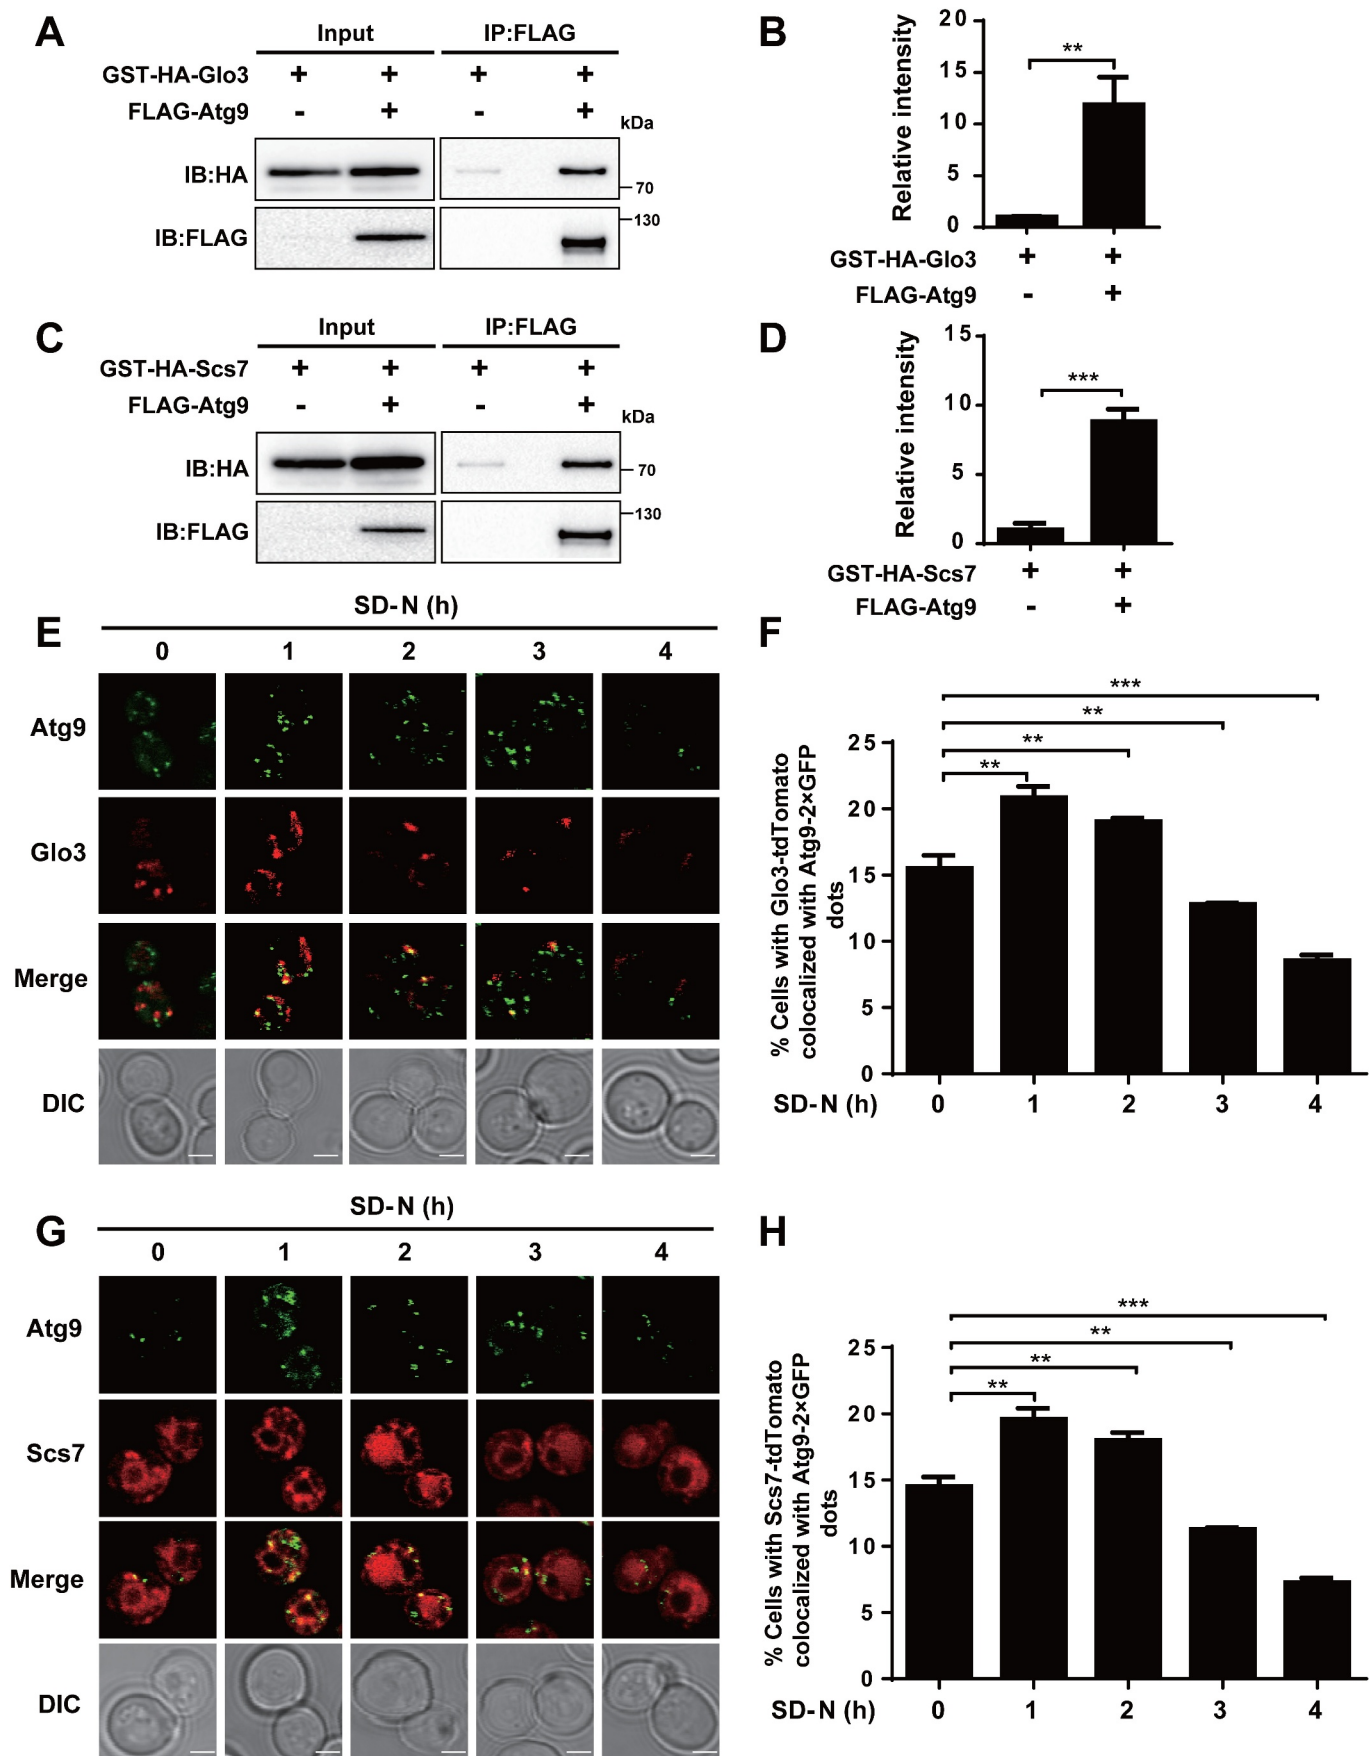 A
Input IP:FLAG
GST-HA-Glo3 + + + +
FLAG-Atg9 - + - +
kDa
IB:HA
70
130
IB:FLAG
B
Relative intensity
20
15
10
5
0
**
GST-HA-Glo3 + +
FLAG-Atg9 - +
C
Input IP:FLAG
GST-HA-Scs7 + + + +
FLAG-Atg9 - + - +
kDa
IB:HA
70
130
IB:FLAG
D
Relative intensity
15
10
5
0
***
GST-HA-Scs7 + +
FLAG-Atg9 - +
E
SD-N (h)
0 1 2 3 4
Atg9
Glo3
Merge
DIC
F
% Cells with Glo3-tdTomato
colocalized with Atg9-2×GFP
dots
25
20
15
10
5
0
***
**
**
**
SD-N (h) 0 1 2 3 4
G
SD-N (h)
0 1 2 3 4
Atg9
Scs7
Merge
DIC
H
% Cells with Scs7-tdTomato
colocalized with Atg9-2×GFP
dots
25
20
15
10
5
0
***
**
**
**
SD-N (h) 0 1 2 3 4